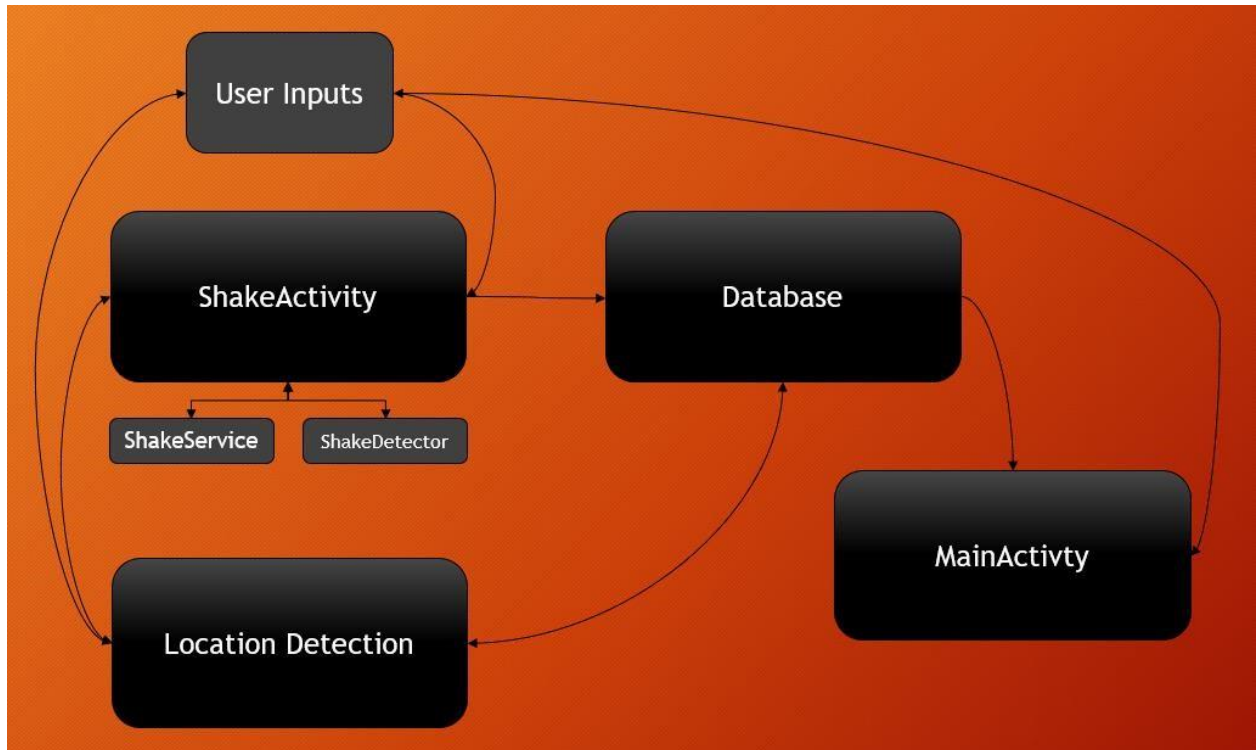 User Inputs
ShakeActivity
Database
ShakeService
ShakeDetector
MainActivty
Location Detection